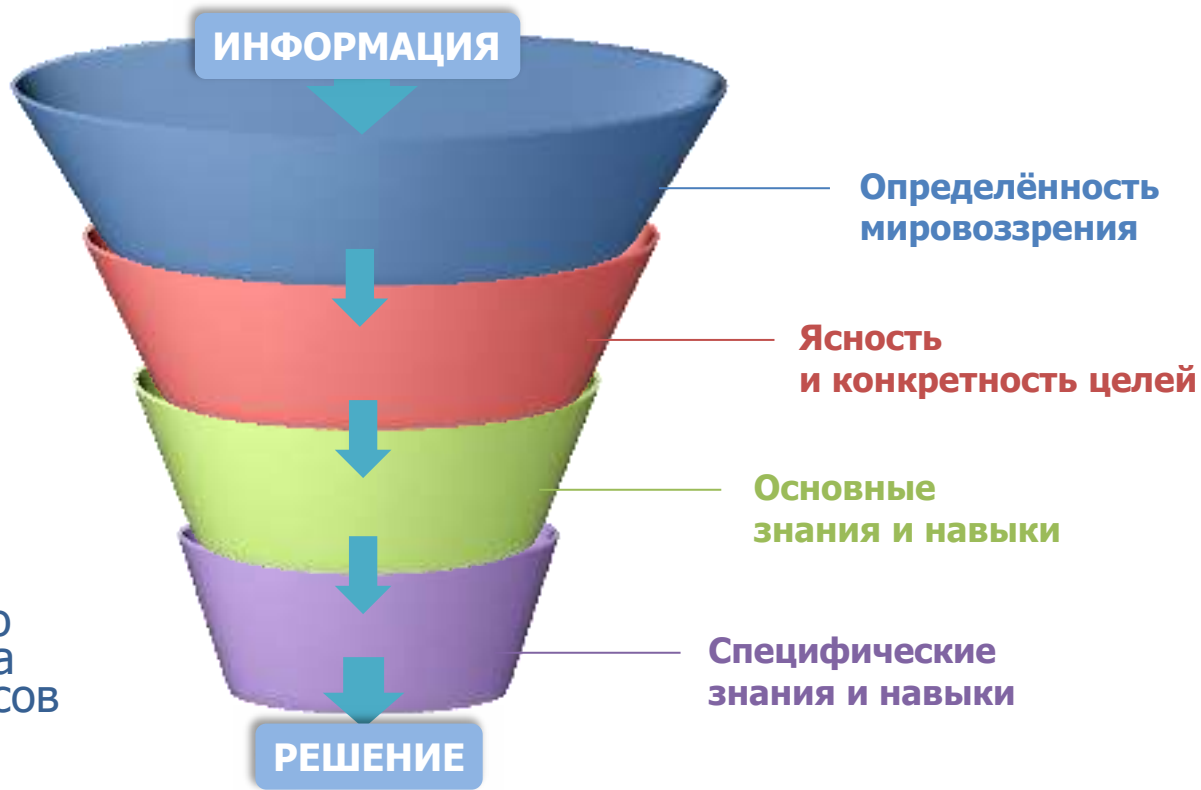 ИНФОРМАЦИЯ
Определённость
мировоззрения
Ясность
и конкретность целей
Основные
знания и навыки
Специфические
знания и навыки
РЕШЕНИЕ